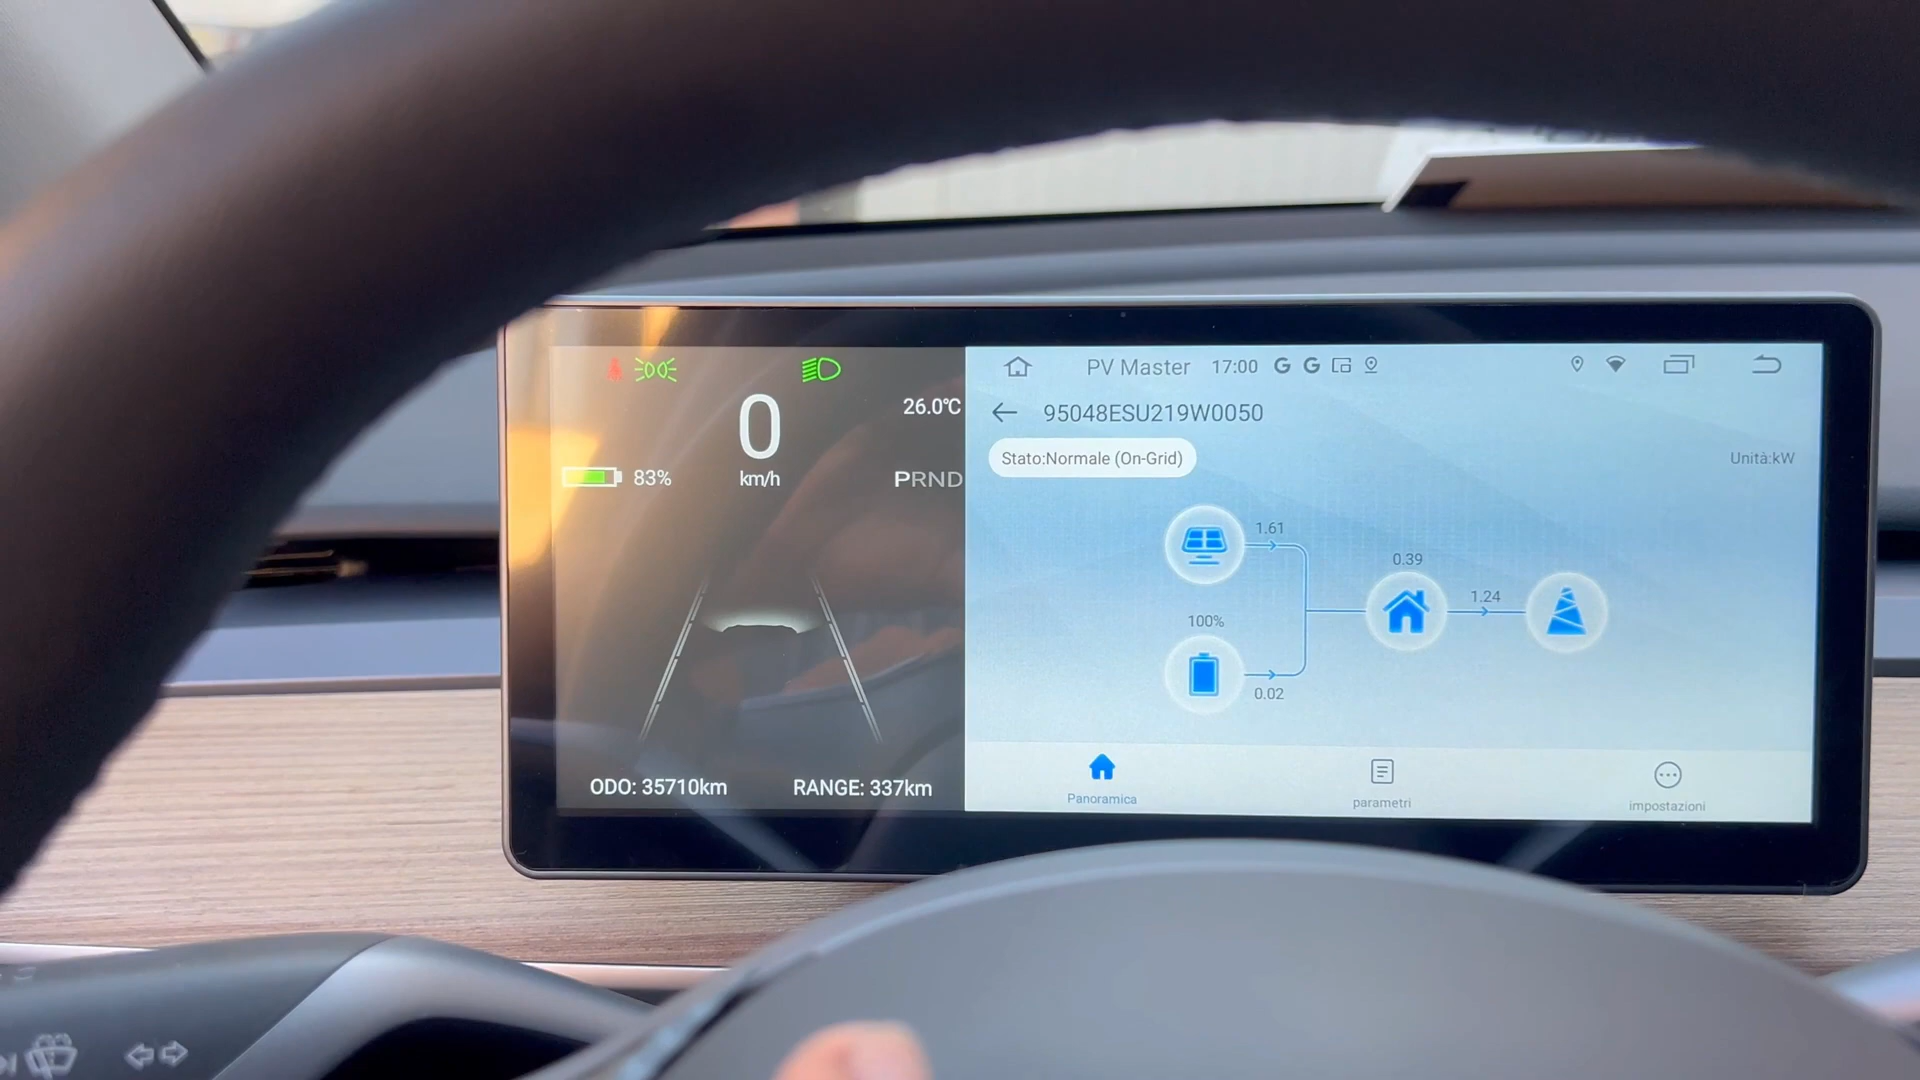 0
km/h
26.0°C
83%
PRND
ODO: 35710km
RANGE: 337km
PV Master 17:00 G G
95048ESU219W0050
Stato:Normale (On-Grid)
Unità:kW
1.61
0.39
1.24
100%
0.02
Panoramica
parametri
impostazioni